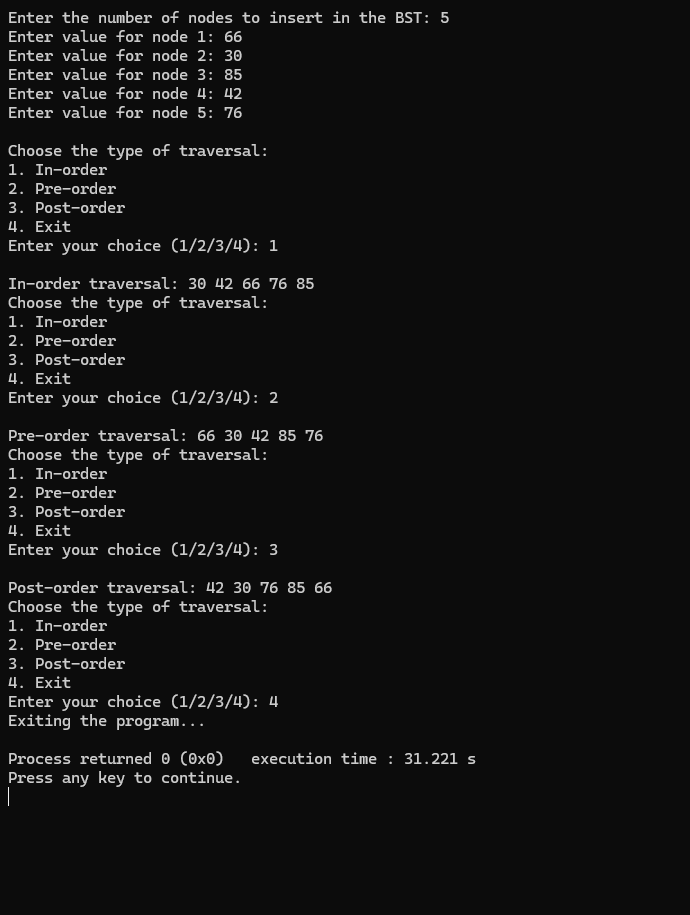 Enter the number of nodes to insert in the BST: 5
Enter value for node 1: 66
Enter value for node 2: 30
Enter value for node 3: 85
Enter value for node 4: 42
Enter value for node 5: 76
Choose the type of traversal:
1. In-order
2. Pre-order
3. Post-order
4. Exit
Enter your choice (1/2/3/4): 1
In-order traversal: 30 42 66 76 85
Choose the type of traversal:
1. In-order
2. Pre-order
3. Post-order
4. Exit
Enter your choice (1/2/3/4): 2
Pre-order traversal: 66 30 42 85 76
Choose the type of traversal:
1. In-order
2. Pre-order
3. Post-order
4. Exit
Enter your choice (1/2/3/4): 3
Post-order traversal: 42 30 76 85 66
Choose the type of traversal:
1. In-order
2. Pre-order
3. Post-order
4. Exit
Enter your choice (1/2/3/4): 4
Exiting the program...
Process returned 0 (0x0)   execution time : 31.221 s
Press any key to continue.